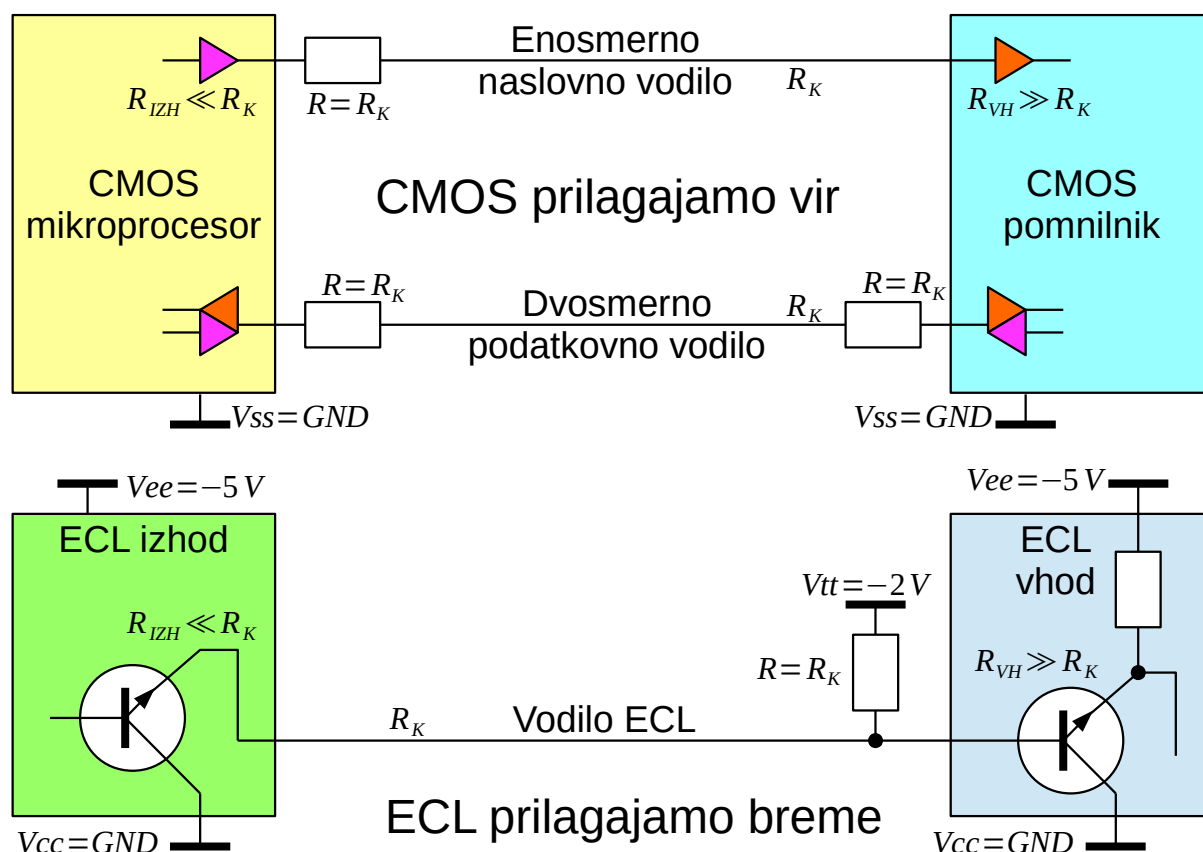 Enosmerno
naslovno vodilo
R_K
R_IZH ≪ R_K
R = R_K
R_VH ≫ R_K
CMOS
mikroprocesor
CMOS prilagajamo vir
CMOS
pomnilnik
R = R_K
Dvosmerno
podatkovno vodilo
R_K
R = R_K
Vss = GND
Vss = GND
Vee = −5 V
Vee = −5 V
ECL izhod
ECL
vhod
Vtt = −2 V
R_IZH ≪ R_K
R = R_K
R_VH ≫ R_K
R_K
Vodilo ECL
ECL prilagajamo breme
Vcc = GND
Vcc = GND